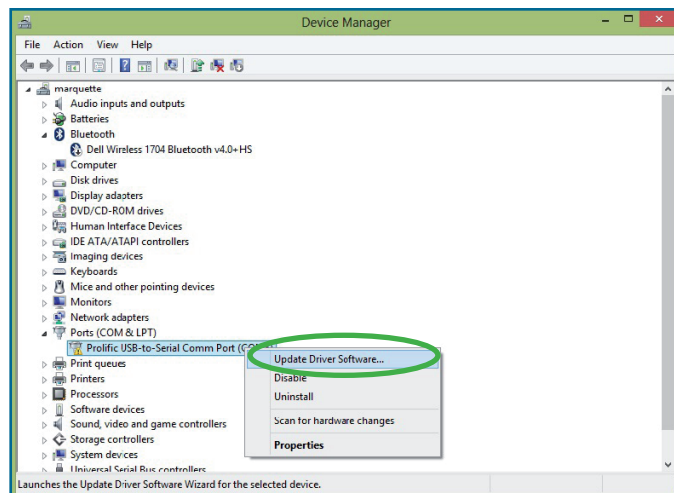 Device Manager
File Action View Help
marquette
Audio inputs and outputs
Batteries
Bluetooth
Dell Wireless 1704 Bluetooth v4.0+HS
Computer
Disk drives
Display adapters
DVD/CD-ROM drives
Human Interface Devices
IDE ATA/ATAPI controllers
Imaging devices
Keyboards
Mice and other pointing devices
Monitors
Network adapters
Ports (COM & LPT)
Prolific USB-to-Serial Comm Port
Update Driver Software...
Print queues
Disable
Printers
Processors
Uninstall
Software devices
Sound, video and game controllers
Scan for hardware changes
Storage controllers
System devices
Properties
Universal Serial Bus controllers
Launches the Update Driver Software Wizard for the selected device.